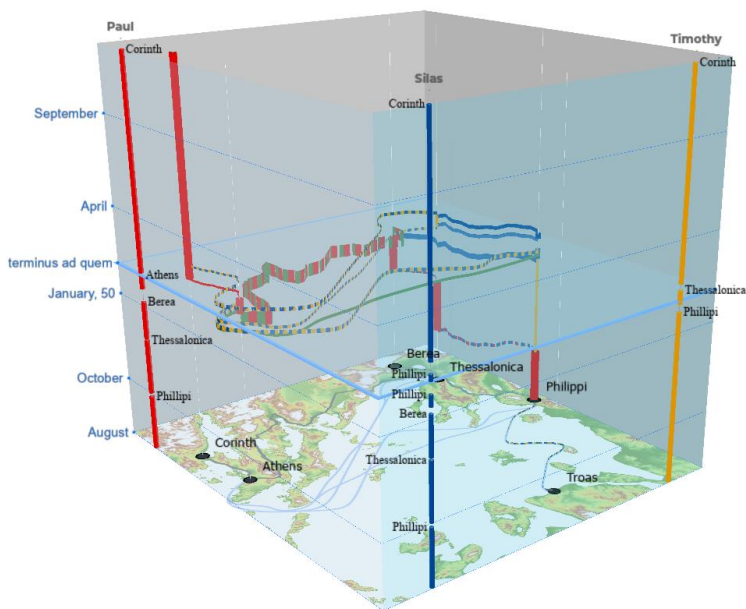 Paul
Corinth
Silas
Timothy
Corinth
Corinth
September
April
terminus ad quem
Athens
January, 50
Berea
Thessalonica
Phillipi
October
August
Thessalonica
Phillipi
Berea
Thessalonica
Phillipi
Phillipi
Berea
Thessalonica
Phillipi
Philippi
Corinth
Athens
Troas